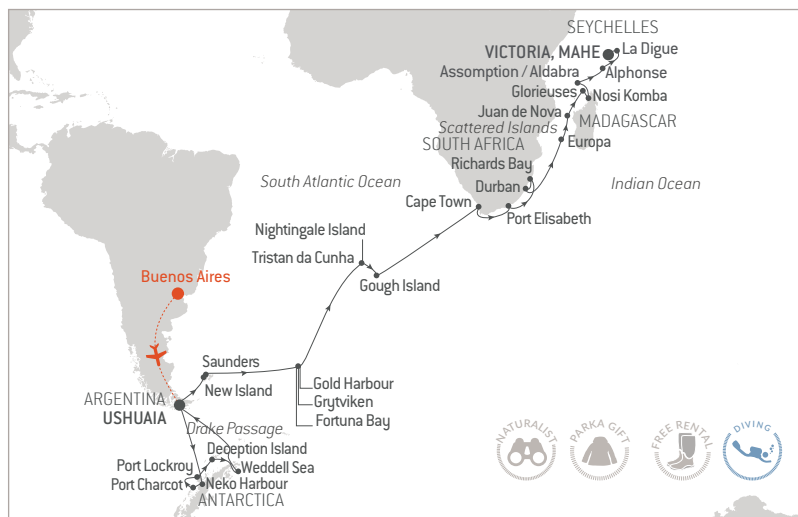 SEYCHELLES
VICTORIA, MAHE
La Digue
Assomption / Aldabra
Alphonse
Glorieuses
Nosi Komba
Juan de Nova
MADAGASCAR
Scattered Islands
Europa
SOUTH AFRICA
Richards Bay
South Atlantic Ocean
Durban
Indian Ocean
Cape Town
Port Elisabeth
Nightingale Island
Tristan da Cunha
Buenos Aires
Gough Island
Saunders
New Island
Gold Harbour
ARGENTINA
Grytviken
USHUAIA
Fortuna Bay
Drake Passage
Deception Island
Port Lockroy
Weddell Sea
Port Charcot
Neko Harbour
ANTARCTICA
NATURALIST
PARKA GIFT
FREE RENTAL
DIVING